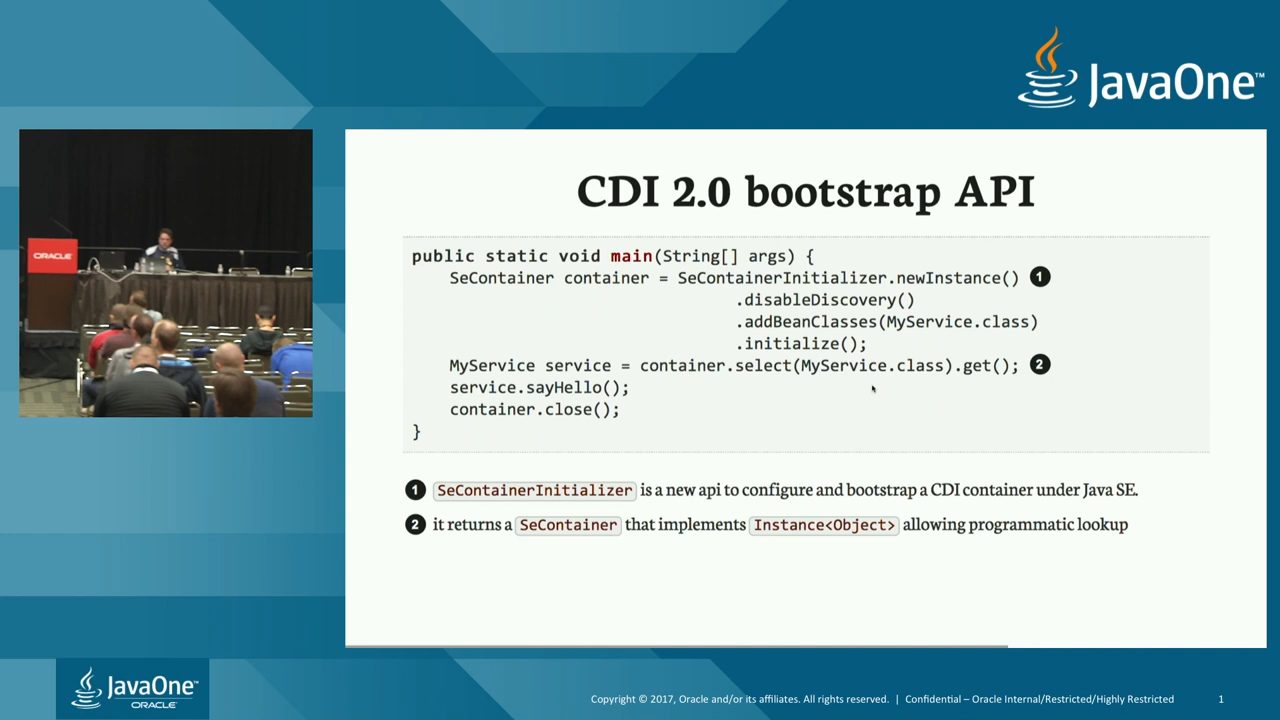 JavaOne™
ORACLE
CDI 2.0 bootstrap API
public static void main(String[] args) {
    SeContainer container = SeContainerInitializer.newInstance() 1
                              .disableDiscovery()
                              .addBeanClasses(MyService.class)
                              .initialize();
    MyService service = container.select(MyService.class).get(); 2
    service.sayHello();
    container.close();
}
1 SeContainerInitializer is a new api to configure and bootstrap a CDI container under Java SE.
2 it returns a SeContainer that implements Instance<Object> allowing programmatic lookup
JavaOne™
ORACLE®
Copyright © 2017, Oracle and/or its affiliates. All rights reserved. | Confidential – Oracle Internal/Restricted/Highly Restricted 1